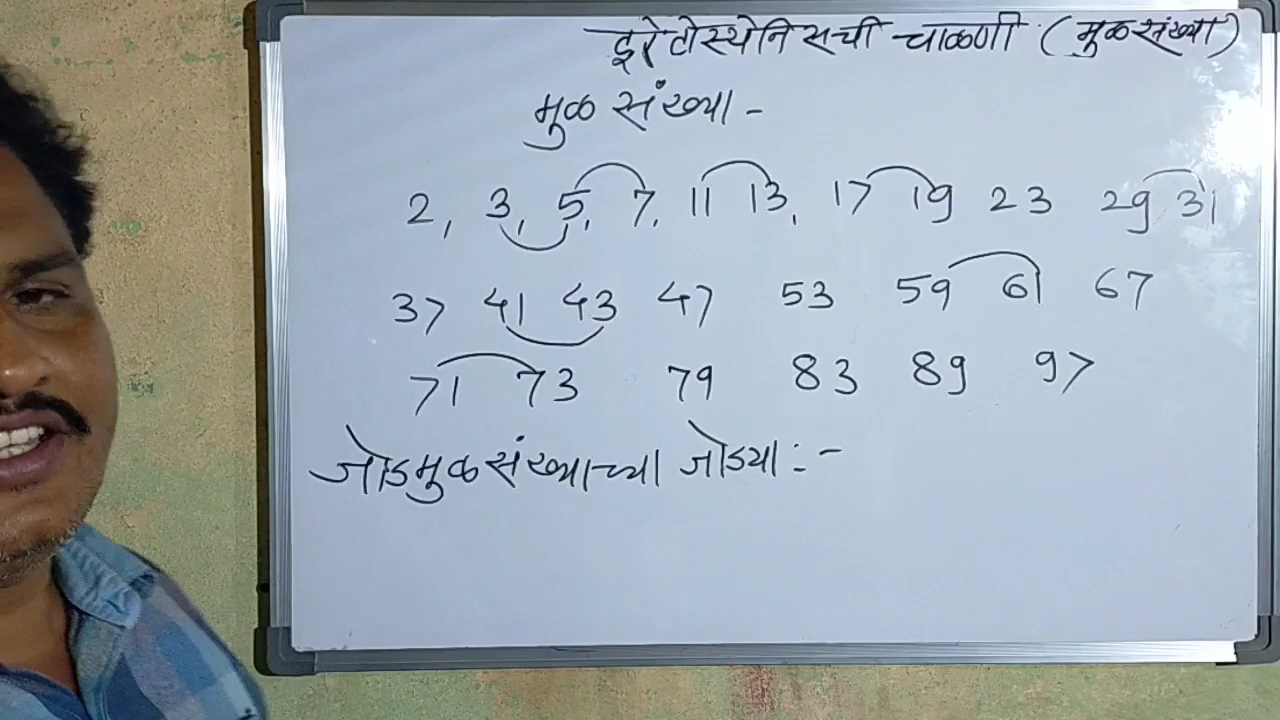 इरेटोस्थेनिसची चाळणी (मुळसंख्या)
मुळ संख्या -
2, 3, 5, 7, 11 13, 17 19 23 29 31
37 41 43 47 53 59 61 67
71 73 79 83 89 97
जोडमुळसंख्याच्या जोडया :-